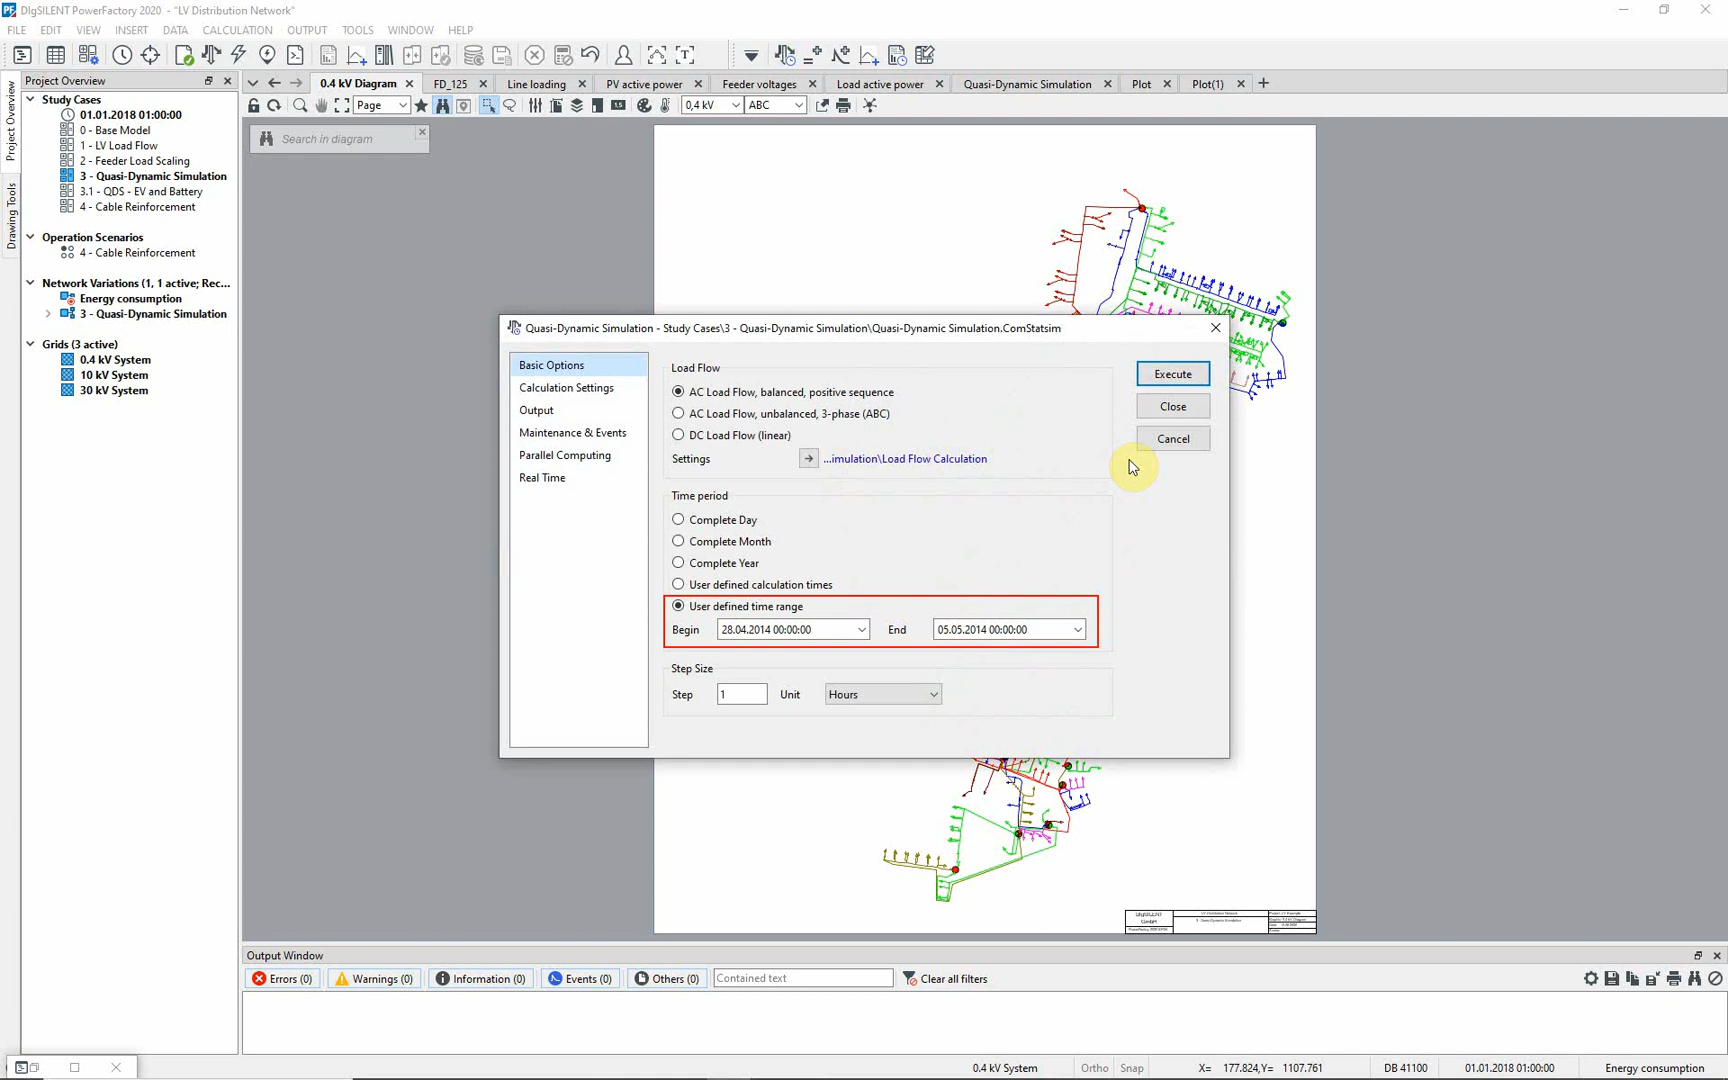 DIgSILENT PowerFactory 2020 - "LV Distribution Network"
FILE EDIT VIEW INSERT DATA CALCULATION OUTPUT TOOLS WINDOW HELP
Project Overview
0.4 kV Diagram FD_125 Line loading PV active power Feeder voltages Load active power Quasi-Dynamic Simulation Plot Plot(1)
Page 0,4 kV ABC
Search in diagram
Project Overview
Drawing Tools
Study Cases
01.01.2018 01:00:00
0 - Base Model
1 - LV Load Flow
2 - Feeder Load Scaling
3 - Quasi-Dynamic Simulation
3.1 - QDS - EV and Battery
4 - Cable Reinforcement
Operation Scenarios
4 - Cable Reinforcement
Network Variations (1, 1 active; Rec...
Energy consumption
3 - Quasi-Dynamic Simulation
Grids (3 active)
0.4 kV System
10 kV System
30 kV System
Quasi-Dynamic Simulation - Study Cases\3 - Quasi-Dynamic Simulation\Quasi-Dynamic Simulation.ComStatsim
Basic Options
Calculation Settings
Output
Maintenance & Events
Parallel Computing
Real Time
Load Flow
AC Load Flow, balanced, positive sequence
AC Load Flow, unbalanced, 3-phase (ABC)
DC Load Flow (linear)
Settings ...imulation\Load Flow Calculation
Time period
Complete Day
Complete Month
Complete Year
User defined calculation times
User defined time range
Begin 28.04.2014 00:00:00 End 05.05.2014 00:00:00
Step Size
Step 1 Unit Hours
Execute
Close
Cancel
DIgSILENT
Output Window
Errors (0) Warnings (0) Information (0) Events (0) Others (0) Contained text Clear all filters
0.4 kV System Ortho Snap X= 177.824,Y= 1107.761 DB 41100 01.01.2018 01:00:00 Energy consumption